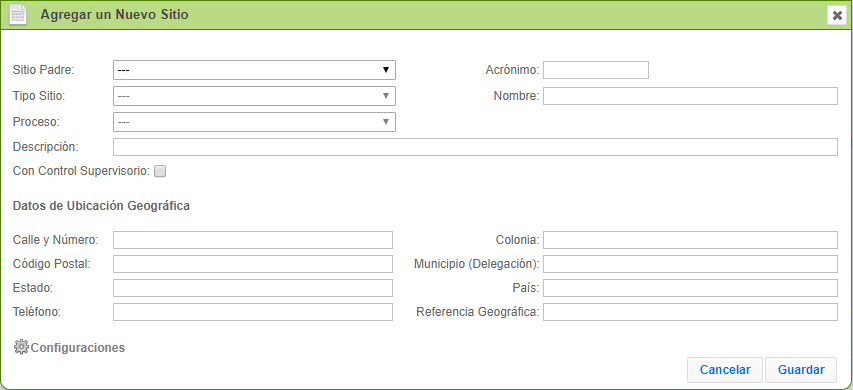 Agregar un Nuevo Sitio
Sitio Padre: --- Acrónimo:
Tipo Sitio: --- Nombre:
Proceso: ---
Descripción:
Con Control Supervisorio:
Datos de Ubicación Geográfica
Calle y Número: Colonia:
Código Postal: Municipio (Delegación):
Estado: País:
Teléfono: Referencia Geográfica:
Configuraciones
Cancelar Guardar